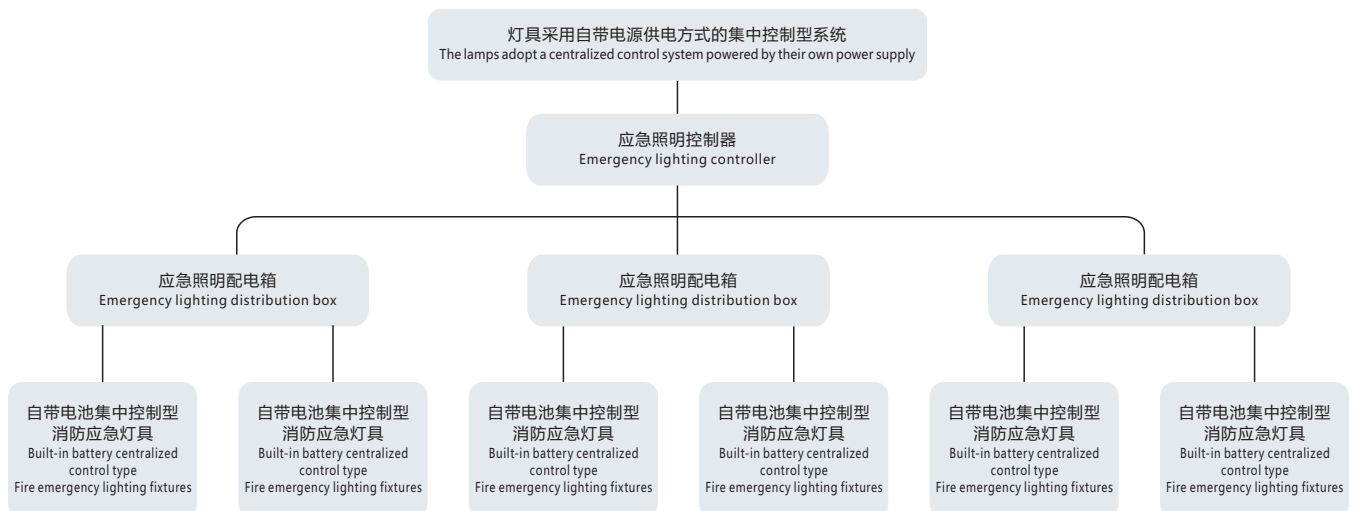 灯具采用自带电源供电方式的集中控制型系统
The lamps adopt a centralized control system powered by their own power supply
应急照明控制器
Emergency lighting controller
应急照明配电箱
Emergency lighting distribution box
应急照明配电箱
Emergency lighting distribution box
应急照明配电箱
Emergency lighting distribution box
自带电池集中控制型
消防应急灯具
Built-in battery centralized
control type
Fire emergency lighting fixtures
自带电池集中控制型
消防应急灯具
Built-in battery centralized
control type
Fire emergency lighting fixtures
自带电池集中控制型
消防应急灯具
Built-in battery centralized
control type
Fire emergency lighting fixtures
自带电池集中控制型
消防应急灯具
Built-in battery centralized
control type
Fire emergency lighting fixtures
自带电池集中控制型
消防应急灯具
Built-in battery centralized
control type
Fire emergency lighting fixtures
自带电池集中控制型
消防应急灯具
Built-in battery centralized
control type
Fire emergency lighting fixtures